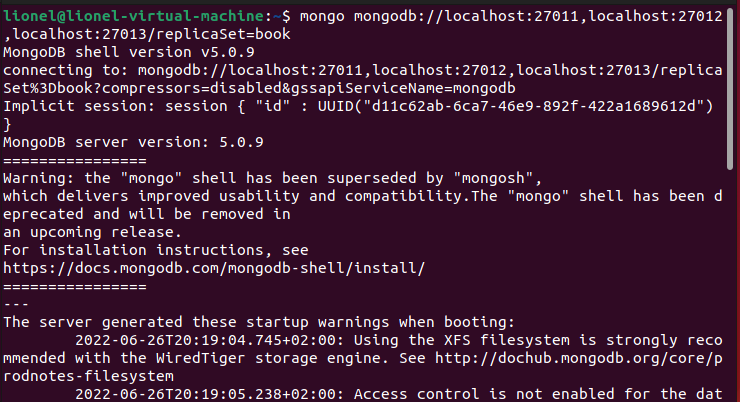 lionel@lionel-virtual-machine:~$ mongo mongodb://localhost:27011,localhost:27012
,localhost:27013/replicaSet=book
MongoDB shell version v5.0.9
connecting to: mongodb://localhost:27011,localhost:27012,localhost:27013/replica
Set%3Dbook?compressors=disabled&gssapiServiceName=mongodb
Implicit session: session { "id" : UUID("d11c62ab-6ca7-46e9-892f-422a1689612d")
}
MongoDB server version: 5.0.9
================
Warning: the "mongo" shell has been superseded by "mongosh",
which delivers improved usability and compatibility.The "mongo" shell has been d
eprecated and will be removed in
an upcoming release.
For installation instructions, see
https://docs.mongodb.com/mongodb-shell/install/
================
---
The server generated these startup warnings when booting:
        2022-06-26T20:19:04.745+02:00: Using the XFS filesystem is strongly reco
mmended with the WiredTiger storage engine. See http://dochub.mongodb.org/core/p
rodnotes-filesystem
        2022-06-26T20:19:05.238+02:00: Access control is not enabled for the dat